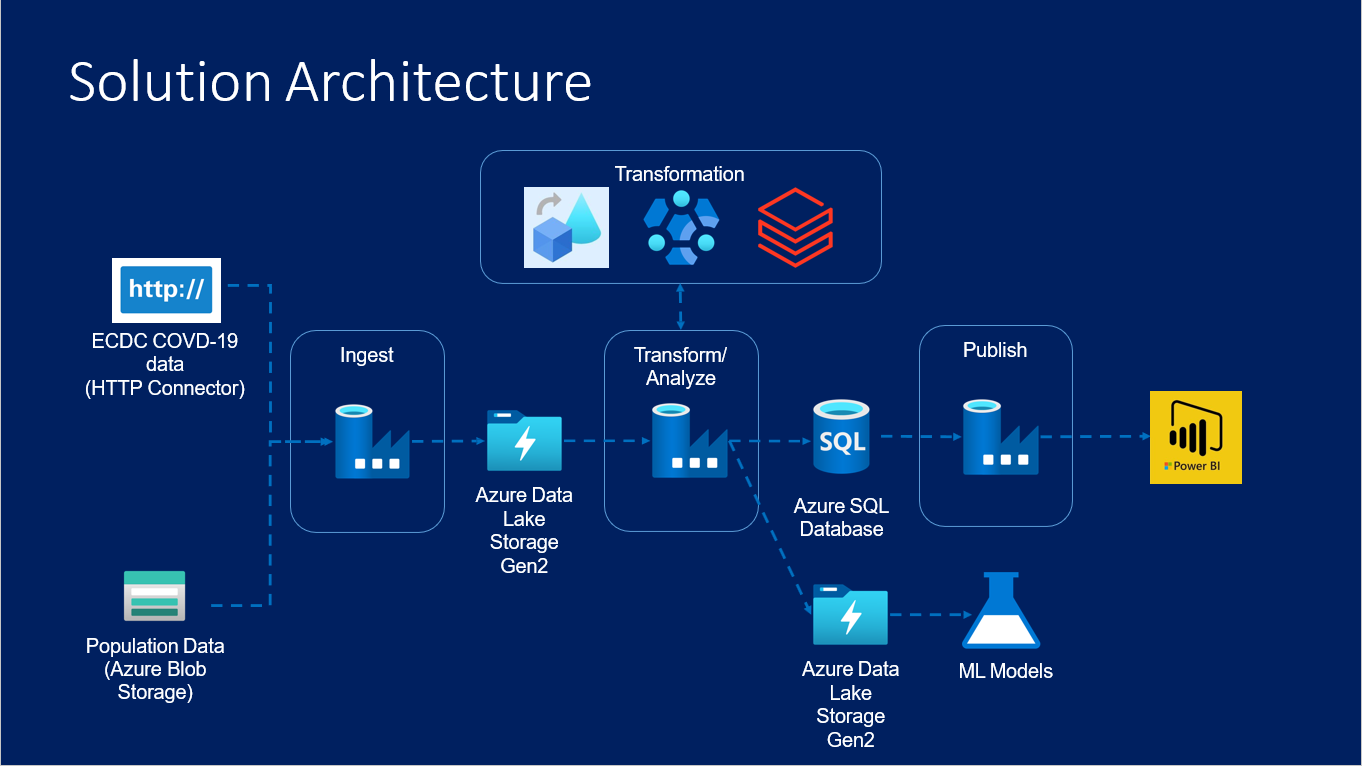 Solution Architecture
Transformation
http://
ECDC COVD-19
data
(HTTP Connector)
Ingest
Transform/
Analyze
Publish
SQL
Power BI
Azure Data
Lake
Storage
Gen2
Azure SQL
Database
Population Data
(Azure Blob
Storage)
Azure Data
Lake
Storage
Gen2
ML Models